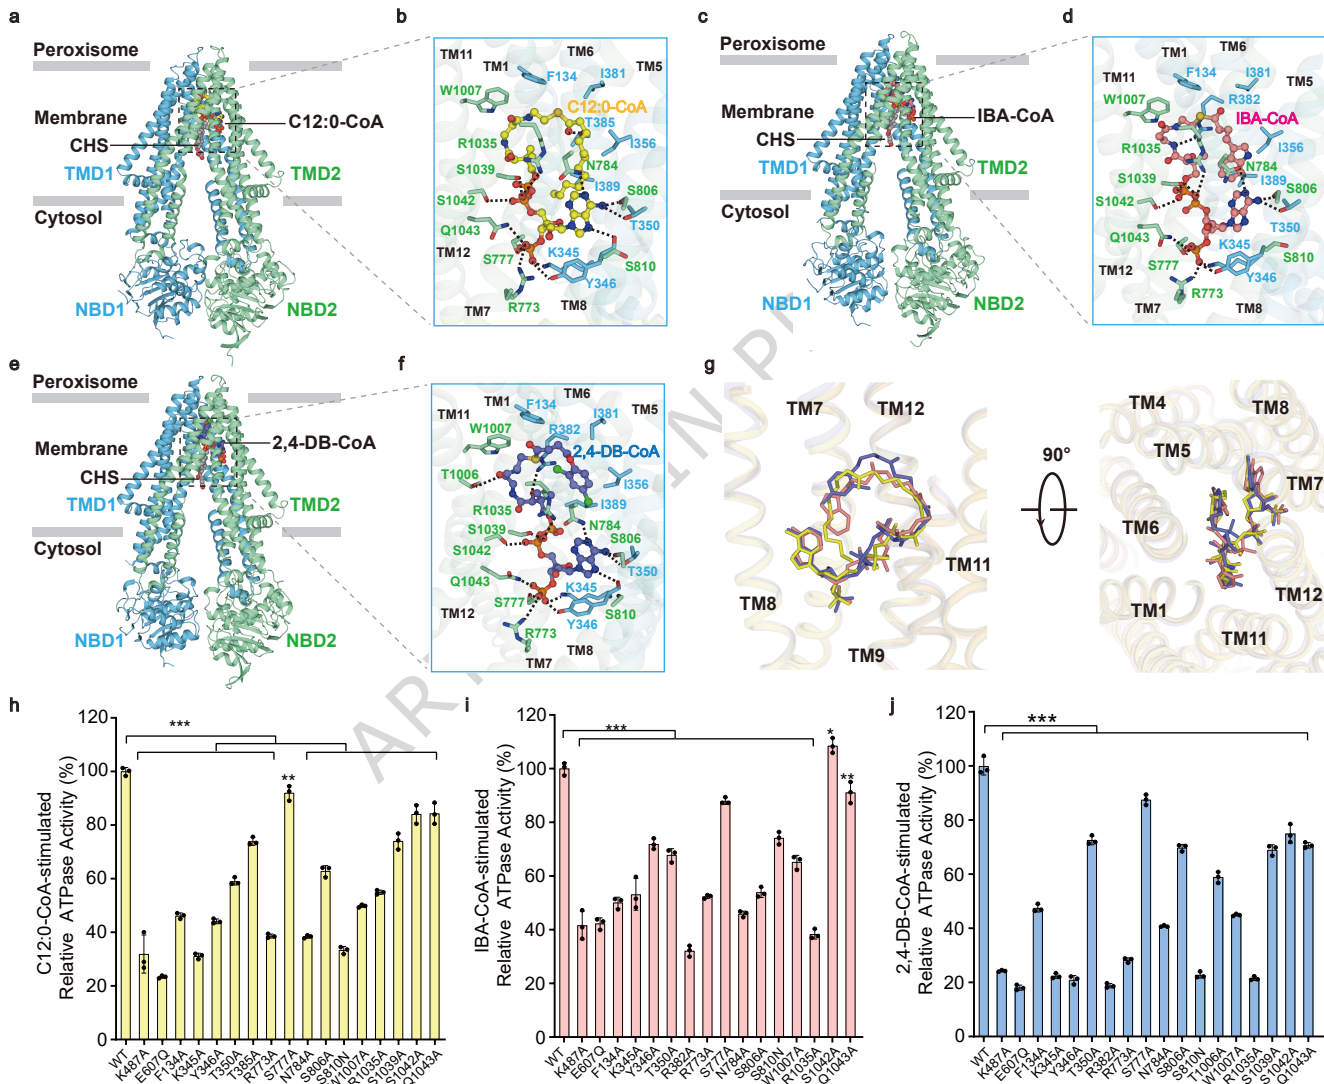 a
Peroxisome
Membrane
CHS
C12:0-CoA
TMD1
TMD2
Cytosol
NBD1
NBD2
b
TM11
TM1
TM6
TM5
F134
I381
W1007
C12:0-CoA
T385
R1035
I356
N784
S1039
I389
S806
S1042
T350
Q1043
K345
TM12
S777
S810
Y346
R773
TM8
TM7
c
Peroxisome
Membrane
CHS
IBA-CoA
TMD1
TMD2
Cytosol
NBD1
NBD2
d
TM6
TM1
TM11
TM5
F134
I381
W1007
R382
IBA-CoA
R1035
I356
N784
S1039
I389
S806
S1042
T350
Q1043
K345
TM12
S777
S810
Y346
R773
TM7
TM8
e
Peroxisome
Membrane
2,4-DB-CoA
CHS
TMD1
TMD2
Cytosol
NBD1
NBD2
f
TM6
TM1
F134
TM5
TM11
I381
W1007
R382
2,4-DB-CoA
T1006
I356
I389
R1035
S1039
N784
S806
S1042
T350
Q1043
K345
S777
S810
TM12
Y346
R773
TM8
TM7
g
TM7
TM12
TM11
TM8
TM9
90°
TM4
TM8
TM5
TM7
TM6
TM12
TM1
TM11
h
C12:0-CoA-stimulated
Relative ATPase Activity (%)
120
100
80
60
40
20
0
***
**
WT
K487A
E607Q
F134A
K345A
Y346A
T350A
T385A
R773A
S777A
N784A
S806A
S810N
W1007A
R1035A
S1039A
S1042A
Q1043A
i
IBA-CoA-stimulated
Relative ATPase Activity (%)
120
100
80
60
40
20
0
***
*
**
WT
K487A
E607Q
F134A
K345A
Y346A
T350A
R382A
R773A
S777A
N784A
S806A
S810N
W1007A
R1035A
S1042A
Q1043A
j
2,4-DB-CoA-stimulated
Relative ATPase Activity (%)
120
100
80
60
40
20
0
***
WT
K487A
E607Q
F134A
K345A
Y346A
T350A
R382A
R773A
S777A
N784A
S806A
S810N
T1006A
W1007A
R1035A
S1039A
S1042A
Q1043A